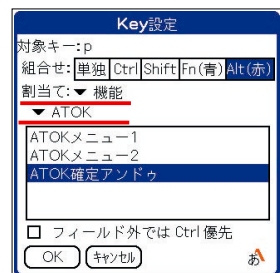 Key設定
対象キー:p
組合せ: 単独 Ctrl Shift Fn(青) Alt(赤)
割当て: ▼ 機能
▼ ATOK
ATOKメニュー1
ATOKメニュー2
ATOK確定アンドゥ
□ フィールド外では Ctrl 優先
OK キャンセル あ